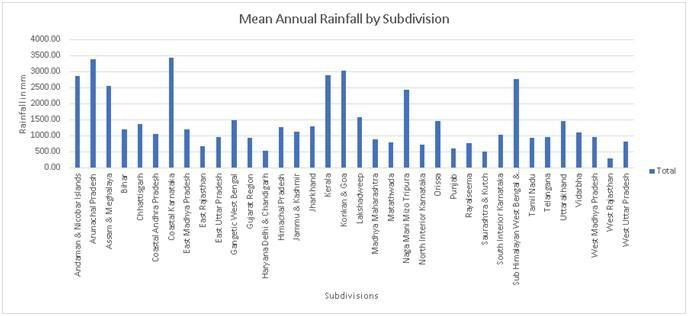 Mean Annual Rainfall by Subdivision
4000.00
3500.00
3000.00
2500.00
2000.00
1500.00
1000.00
500.00
0.00
Rainfall in mm
Andaman & Nicobar Islands
Arunachal Pradesh
Assam & Meghalaya
Bihar
Chhattisgarh
Coastal Andhra Pradesh
Coastal Karnataka
East Madhya Pradesh
East Rajasthan
East Uttar Pradesh
Gangetic West Bengal
Gujarat Region
Haryana Delhi & Chandigarh
Himachal Pradesh
Jammu & Kashmir
Jharkhand
Kerala
Konkan & Goa
Lakshadweep
Madhya Maharashtra
Matathwada
Naga Mani Mizo Tripura
North Interior Karnataka
Orissa
Punjab
Rayalseema
Saurashtra & Kutch
South Interior Karnataka
Sub Himalayan West Bengal &...
Tamil Nadu
Telangana
Uttarakhand
Vidarbha
West Madhya Pradesh
West Rajasthan
West Uttar Pradesh
Total
Subdivisions